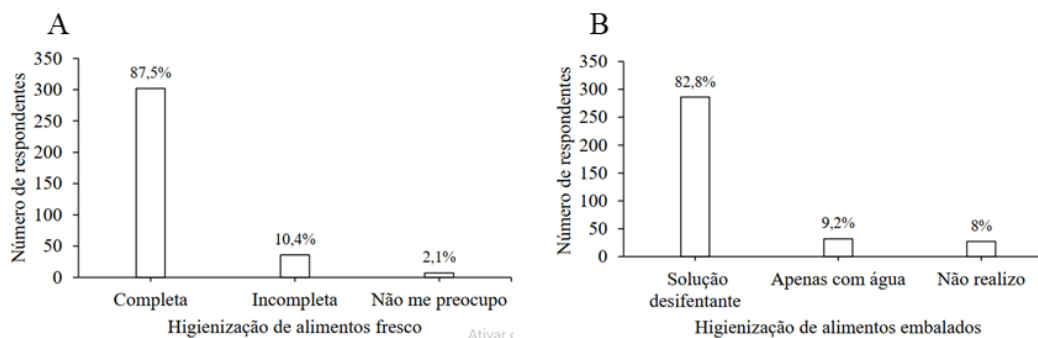 A
Número de respondentes
350
300
250
200
150
100
50
0
87,5%
10,4%
2,1%
Completa
Incompleta
Não me preocupo
Higienização de alimentos fresco
Ativar
B
Número de respondentes
350
300
250
200
150
100
50
0
82,8%
9,2%
8%
Solução
desifentante
Apenas com água
Não realizo
Higienização de alimentos embalados